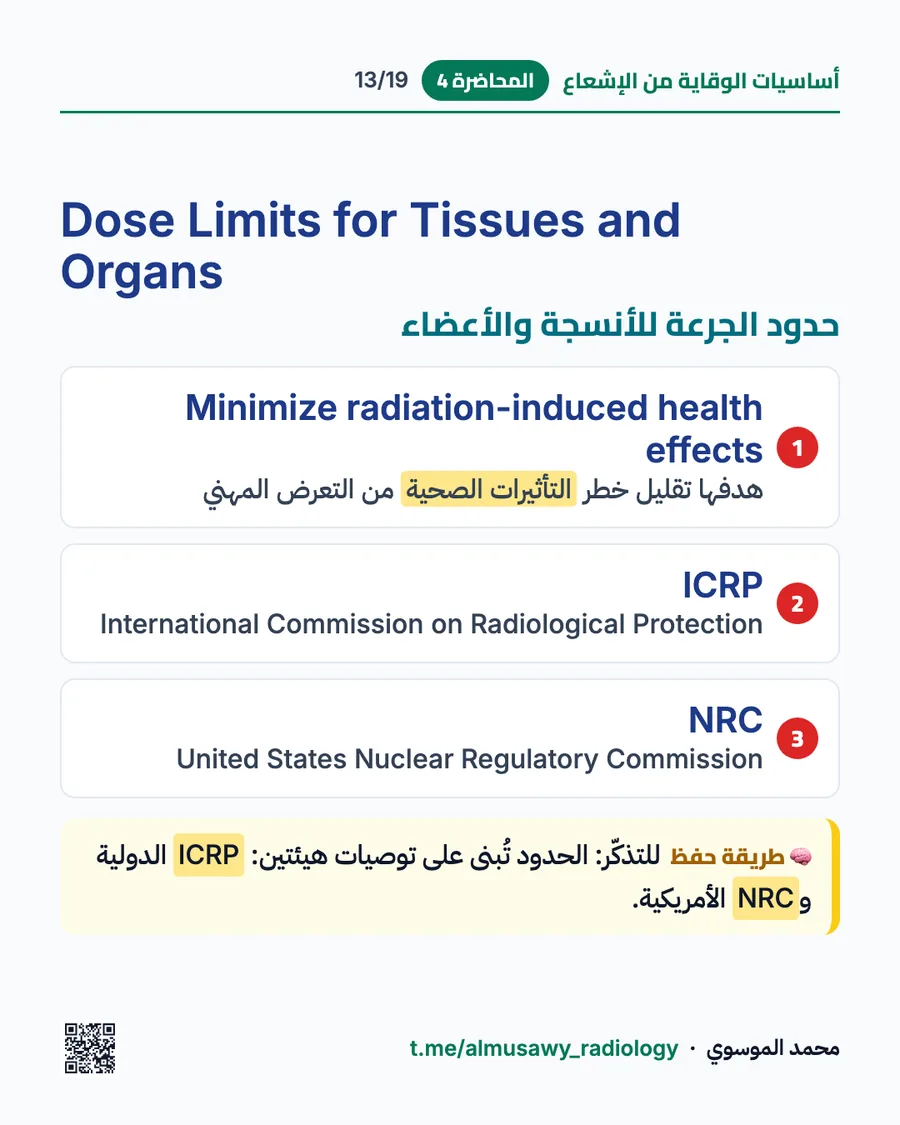 أساسيات الوقاية من الإشعاع المحاضرة 4 13/19
Dose Limits for Tissues and
Organs
حدود الجرعة للأنسجة والأعضاء
1 Minimize radiation-induced health
effects
هدفها تقليل خطر التأثيرات الصحية من التعرض المهني
2 ICRP
International Commission on Radiological Protection
3 NRC
United States Nuclear Regulatory Commission
🧠 طريقة حفظ للتذكّر: الحدود تُبنى على توصيات هيئتين: ICRP الدولية
وNRC الأمريكية.
محمد الموسوي · t.me/almusawy_radiology